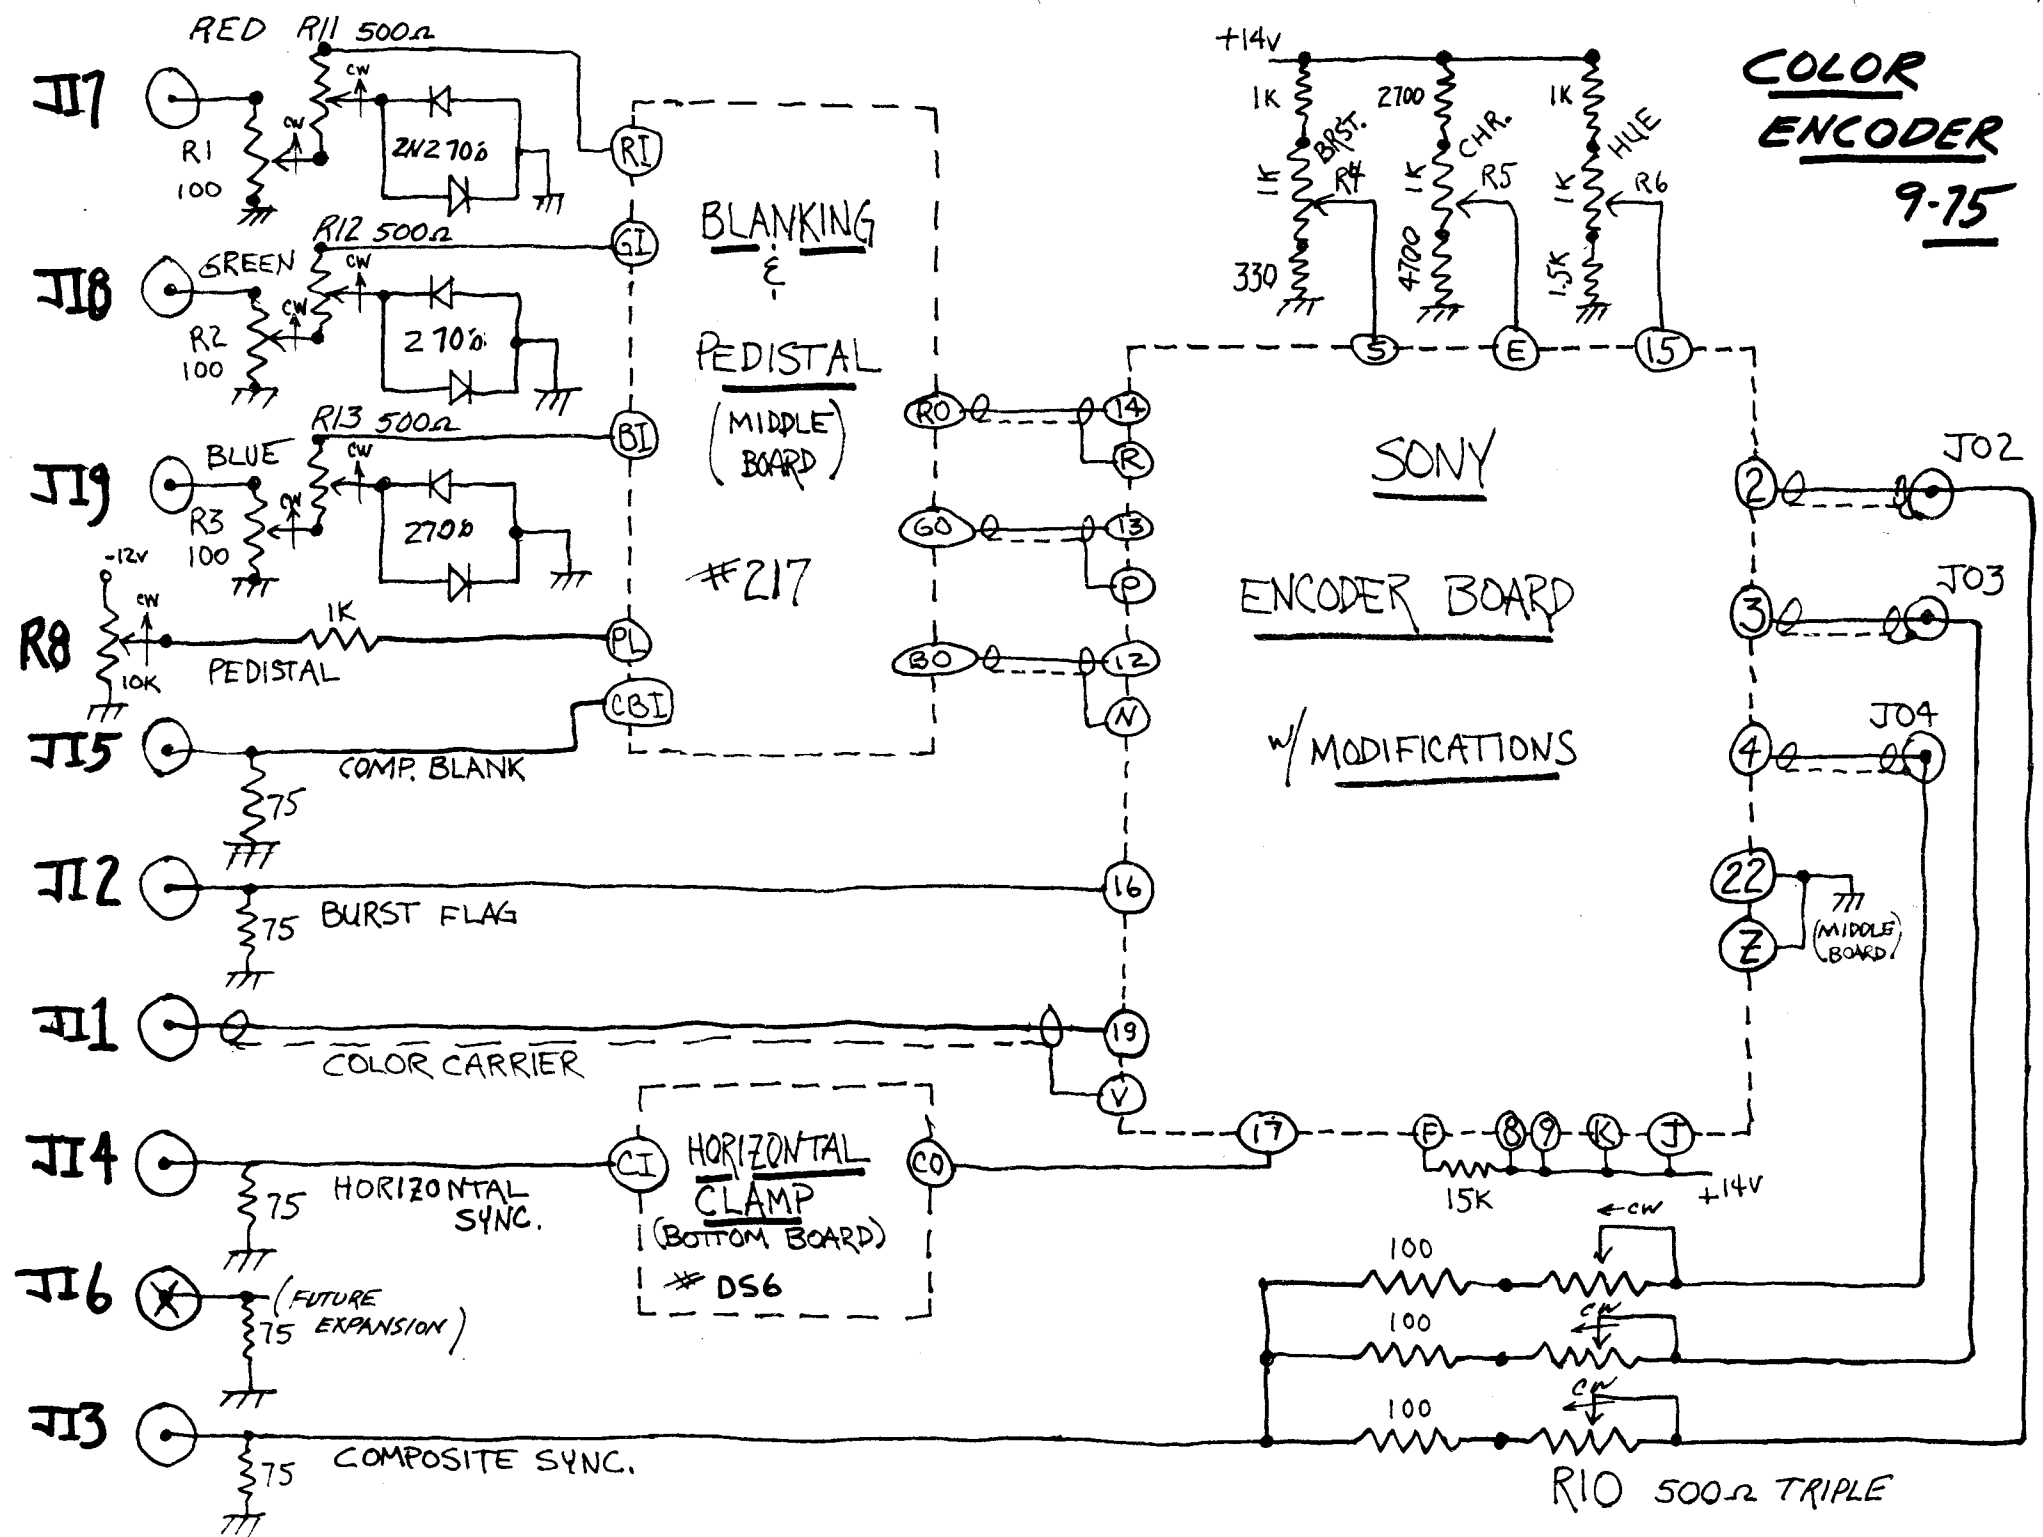 COLOR
ENCODER
9-75
RED R11 500Ω
JI7
CW
CW
R1
100
2N270's
RI
R12 500Ω
JI8
GREEN
CW
CW
R2
100
270's
GI
R13 500Ω
JI9
BLUE
CW
CW
R3
100
270's
BI
-12V
R8
CW
10K
1K
PEDISTAL
PL
CBI
BLANKING
&
PEDISTAL
(MIDDLE
BOARD)
#217
RO
GO
BO
JI5
75
COMP. BLANK
JI2
75
BURST FLAG
JI1
COLOR CARRIER
JI4
75
HORIZONTAL
SYNC.
CI
HORIZONTAL
CLAMP
(BOTTOM BOARD)
# DS6
CO
JI6
75
(FUTURE
EXPANSION)
JI3
75
COMPOSITE SYNC.
+14V
1K
2700
1K
BRST.
CHR.
HUE
1K
R4
1K
R5
1K
R6
330
4700
1.5K
S
E
15
14
R
13
P
12
N
16
19
V
SONY
ENCODER BOARD
W/ MODIFICATIONS
2
JO2
3
JO3
4
JO4
22
Z
(MIDDLE
BOARD)
17
F
8
9
K
J
15K
+14V
CW
100
CW
100
CW
100
R10 500Ω TRIPLE